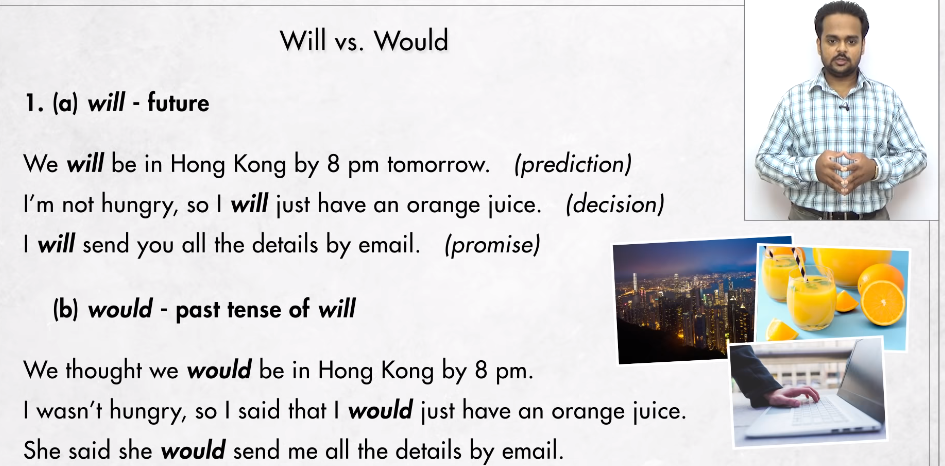 Will vs. Would
1. (a) will - future
We will be in Hong Kong by 8 pm tomorrow. (prediction)
I'm not hungry, so I will just have an orange juice. (decision)
I will send you all the details by email. (promise)
(b) would - past tense of will
We thought we would be in Hong Kong by 8 pm.
I wasn't hungry, so I said that I would just have an orange juice.
She said she would send me all the details by email.